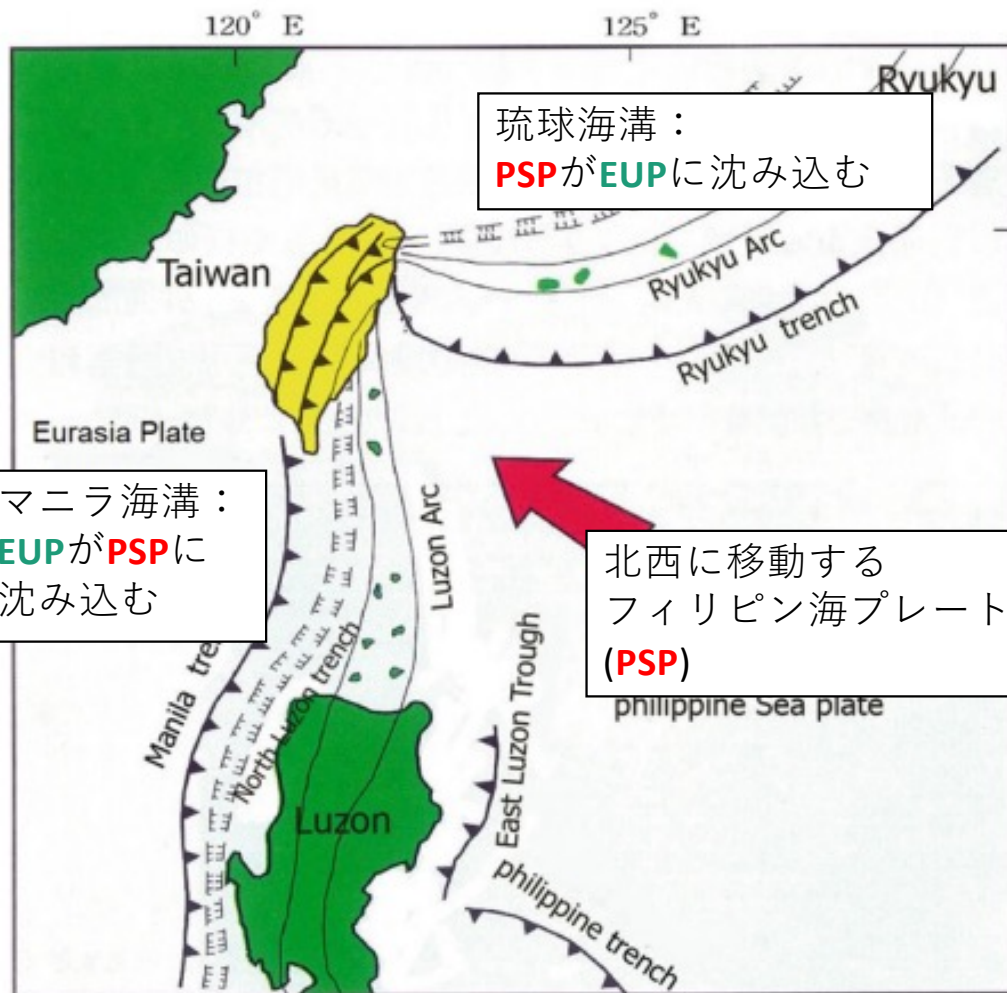 120° E
125° E
Ryukyu
琉球海溝：
PSPがEUPに沈み込む
Taiwan
Ryukyu Arc
Ryukyu trench
Eurasia Plate
マニラ海溝：
EUPがPSPに
沈み込む
Luzon Arc
北西に移動する
フィリピン海プレート
(PSP)
philippine Sea plate
Manila tre
North Luzon trench
East Luzon Trough
Luzon
philippine trench